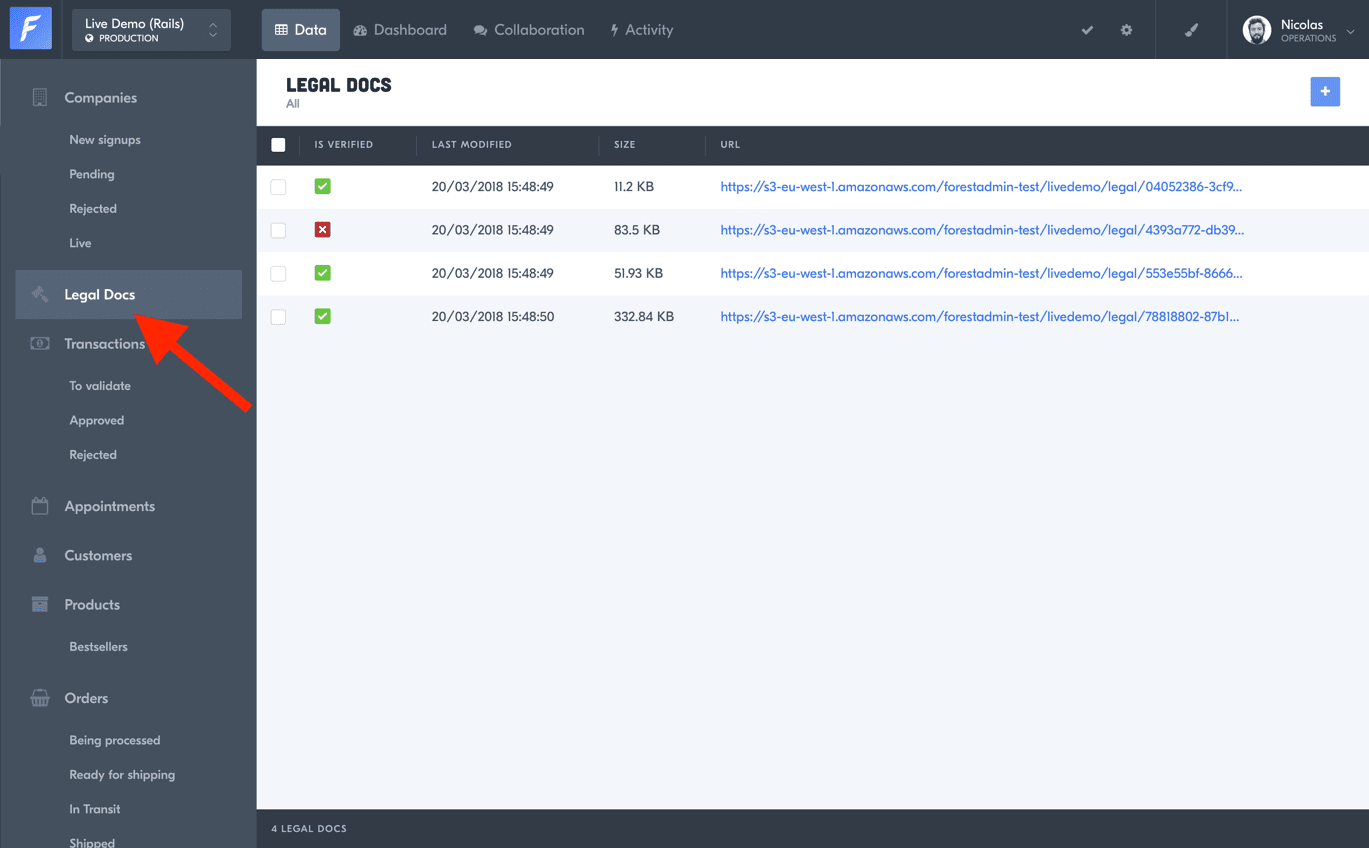 Live Demo (Rails)
PRODUCTION
Data
Dashboard
Collaboration
Activity
Nicolas
OPERATIONS
Companies
New signups
Pending
Rejected
Live
Legal Docs
Transactions
To validate
Approved
Rejected
Appointments
Customers
Products
Bestsellers
Orders
Being processed
Ready for shipping
In Transit
Shipped
LEGAL DOCS
All
+
IS VERIFIED LAST MODIFIED SIZE URL
20/03/2018 15:48:49 11.2 KB https://s3-eu-west-1.amazonaws.com/forestadmin-test/livedemo/legal/04052386-3cf9...
20/03/2018 15:48:49 83.5 KB https://s3-eu-west-1.amazonaws.com/forestadmin-test/livedemo/legal/4393a772-db39...
20/03/2018 15:48:49 51.93 KB https://s3-eu-west-1.amazonaws.com/forestadmin-test/livedemo/legal/553e55bf-8666...
20/03/2018 15:48:50 332.84 KB https://s3-eu-west-1.amazonaws.com/forestadmin-test/livedemo/legal/78818802-87b1...
4 LEGAL DOCS